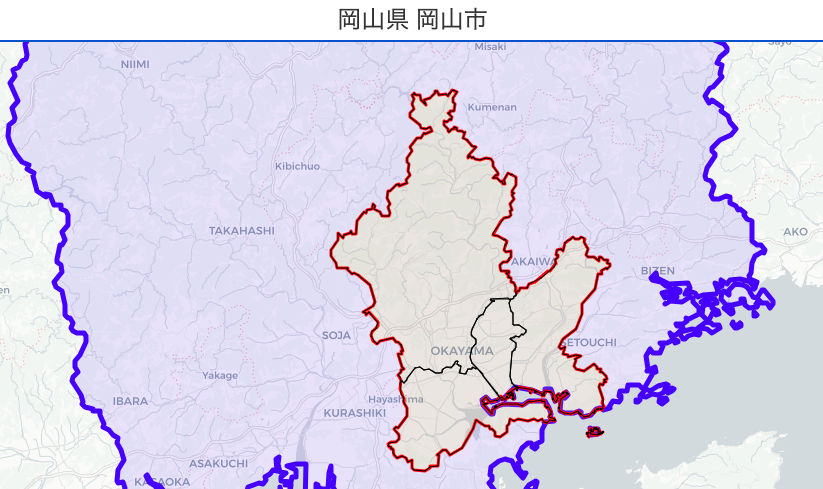 岡山県 岡山市
Misaki
Sayo
NIIMI
Kumenan
Kibichuo
TAKAHASHI
AKO
AKAIWA
BIZEN
en
SOJA
SETOUCHI
OKAYAMA
Yakage
IBARA
Hayashima
KURASHIKI
ASAKUCHI
KASAOKA